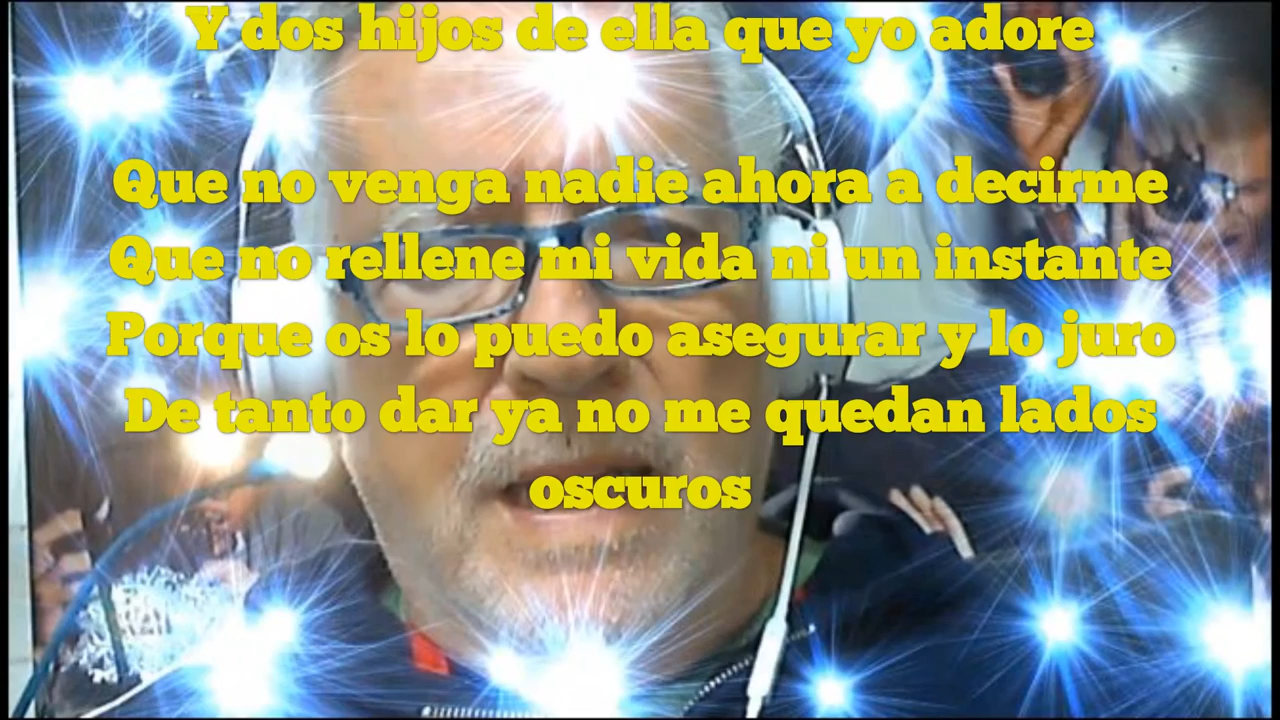 Y dos hijos de ella que yo adore
Que no venga nadie ahora a decirme
Que no rellene mi vida ni un instante
Porque os lo puedo asegurar y lo juro
De tanto dar ya no me quedan lados
oscuros